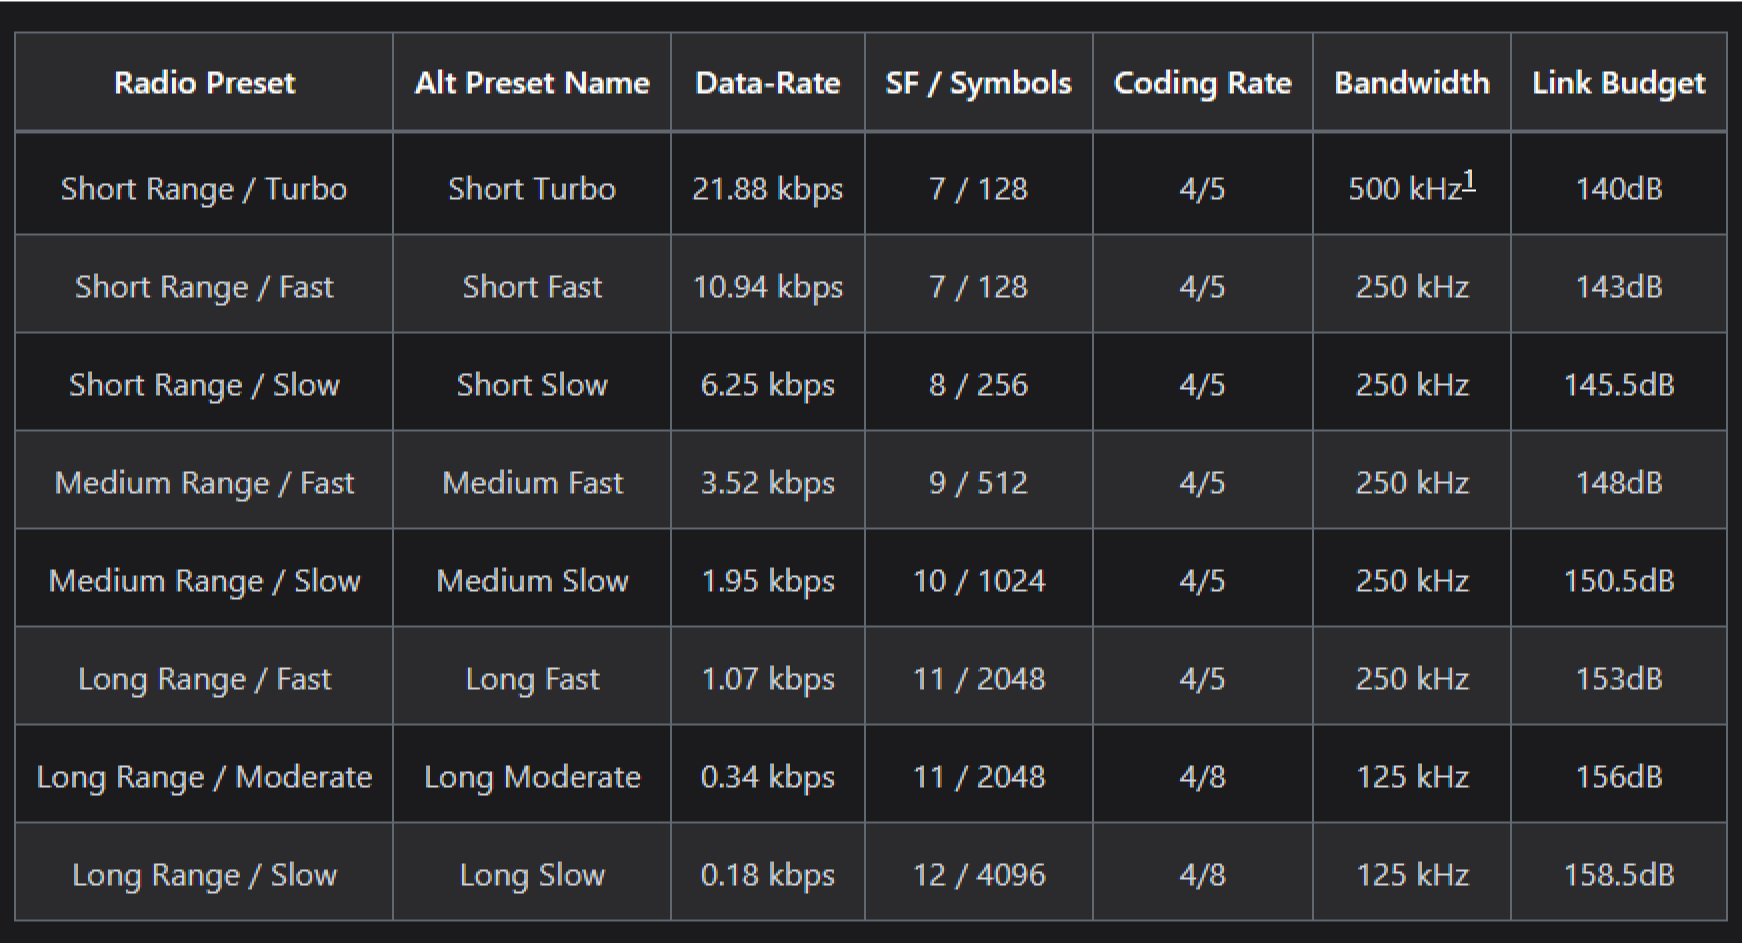 Radio Preset Alt Preset Name Data-Rate SF / Symbols Coding Rate Bandwidth Link Budget
Short Range / Turbo Short Turbo 21.88 kbps 7 / 128 4/5 500 kHz1 140dB
Short Range / Fast Short Fast 10.94 kbps 7 / 128 4/5 250 kHz 143dB
Short Range / Slow Short Slow 6.25 kbps 8 / 256 4/5 250 kHz 145.5dB
Medium Range / Fast Medium Fast 3.52 kbps 9 / 512 4/5 250 kHz 148dB
Medium Range / Slow Medium Slow 1.95 kbps 10 / 1024 4/5 250 kHz 150.5dB
Long Range / Fast Long Fast 1.07 kbps 11 / 2048 4/5 250 kHz 153dB
Long Range / Moderate Long Moderate 0.34 kbps 11 / 2048 4/8 125 kHz 156dB
Long Range / Slow Long Slow 0.18 kbps 12 / 4096 4/8 125 kHz 158.5dB